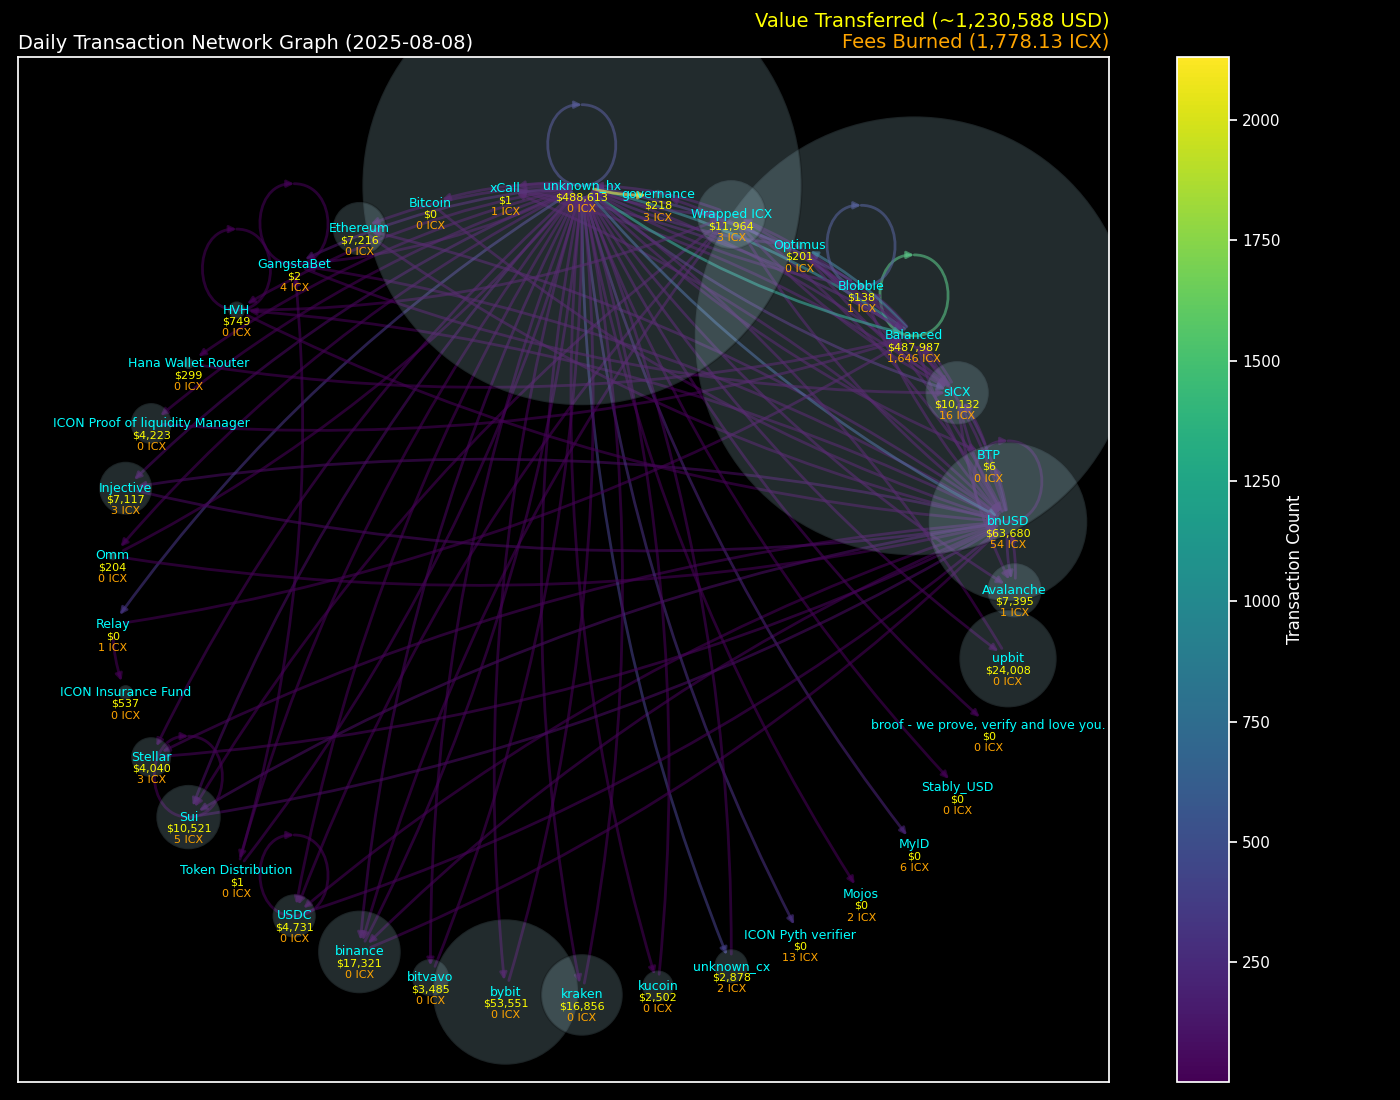 Value Transferred (~1,230,588 USD)
Daily Transaction Network Graph (2025-08-08)
Fees Burned (1,778.13 ICX)
unknown_hx
$488,613
0 ICX
governance
$218
3 ICX
xCall
$1
1 ICX
Bitcoin
$0
0 ICX
Wrapped ICX
$11,964
3 ICX
Ethereum
$7,216
0 ICX
Optimus
$201
0 ICX
GangstaBet
$2
4 ICX
Blobble
$138
1 ICX
HVH
$749
0 ICX
Balanced
$487,987
1,646 ICX
Hana Wallet Router
$299
0 ICX
sICX
$10,132
16 ICX
ICON Proof of liquidity Manager
$4,223
0 ICX
BTP
$6
0 ICX
Injective
$7,117
3 ICX
bnUSD
$63,680
54 ICX
Omm
$204
0 ICX
Avalanche
$7,395
1 ICX
Relay
$0
1 ICX
upbit
$24,008
0 ICX
ICON Insurance Fund
$537
0 ICX
broof - we prove, verify and love you.
$0
0 ICX
Stellar
$4,040
3 ICX
Stably_USD
$0
0 ICX
Sui
$10,521
5 ICX
MyID
$0
6 ICX
Token Distribution
$1
0 ICX
Mojos
$0
2 ICX
USDC
$4,731
0 ICX
ICON Pyth verifier
$0
13 ICX
binance
$17,321
0 ICX
unknown_cx
$2,878
2 ICX
bitvavo
$3,485
0 ICX
kucoin
$2,502
0 ICX
bybit
$53,551
0 ICX
kraken
$16,856
0 ICX
2000
1750
1500
1250
1000
750
500
250
Transaction Count